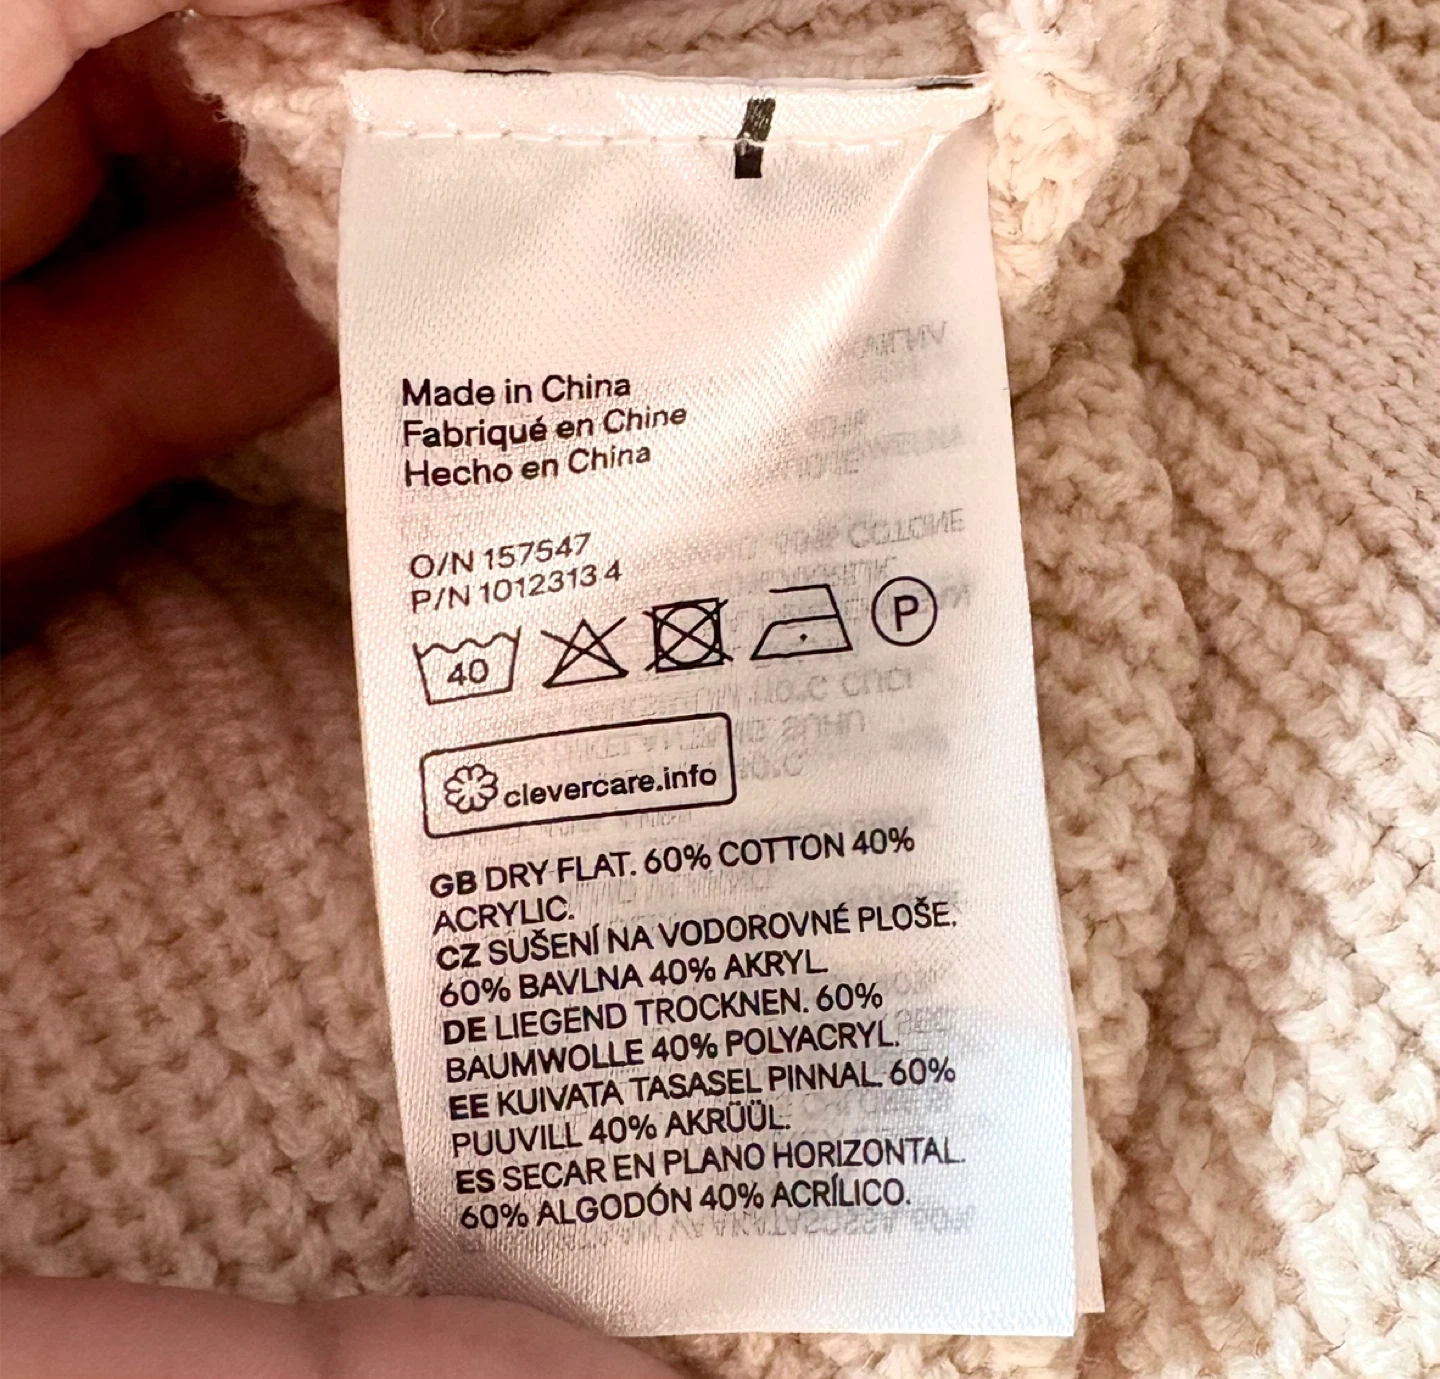 Made in China
Fabriqué en Chine
Hecho en China
O/N 157547
P/N 1012313 4
40
P
clevercare.info
GB DRY FLAT. 60% COTTON 40%
ACRYLIC.
CZ SUŠENÍ NA VODOROVNÉ PLOŠE.
60% BAVLNA 40% AKRYL.
DE LIEGEND TROCKNEN. 60%
BAUMWOLLE 40% POLYACRYL.
EE KUIVATA TASASEL PINNAL. 60%
PUUVILL 40% AKRÜÜL.
ES SECAR EN PLANO HORIZONTAL.
60% ALGODÓN 40% ACRÍLICO.